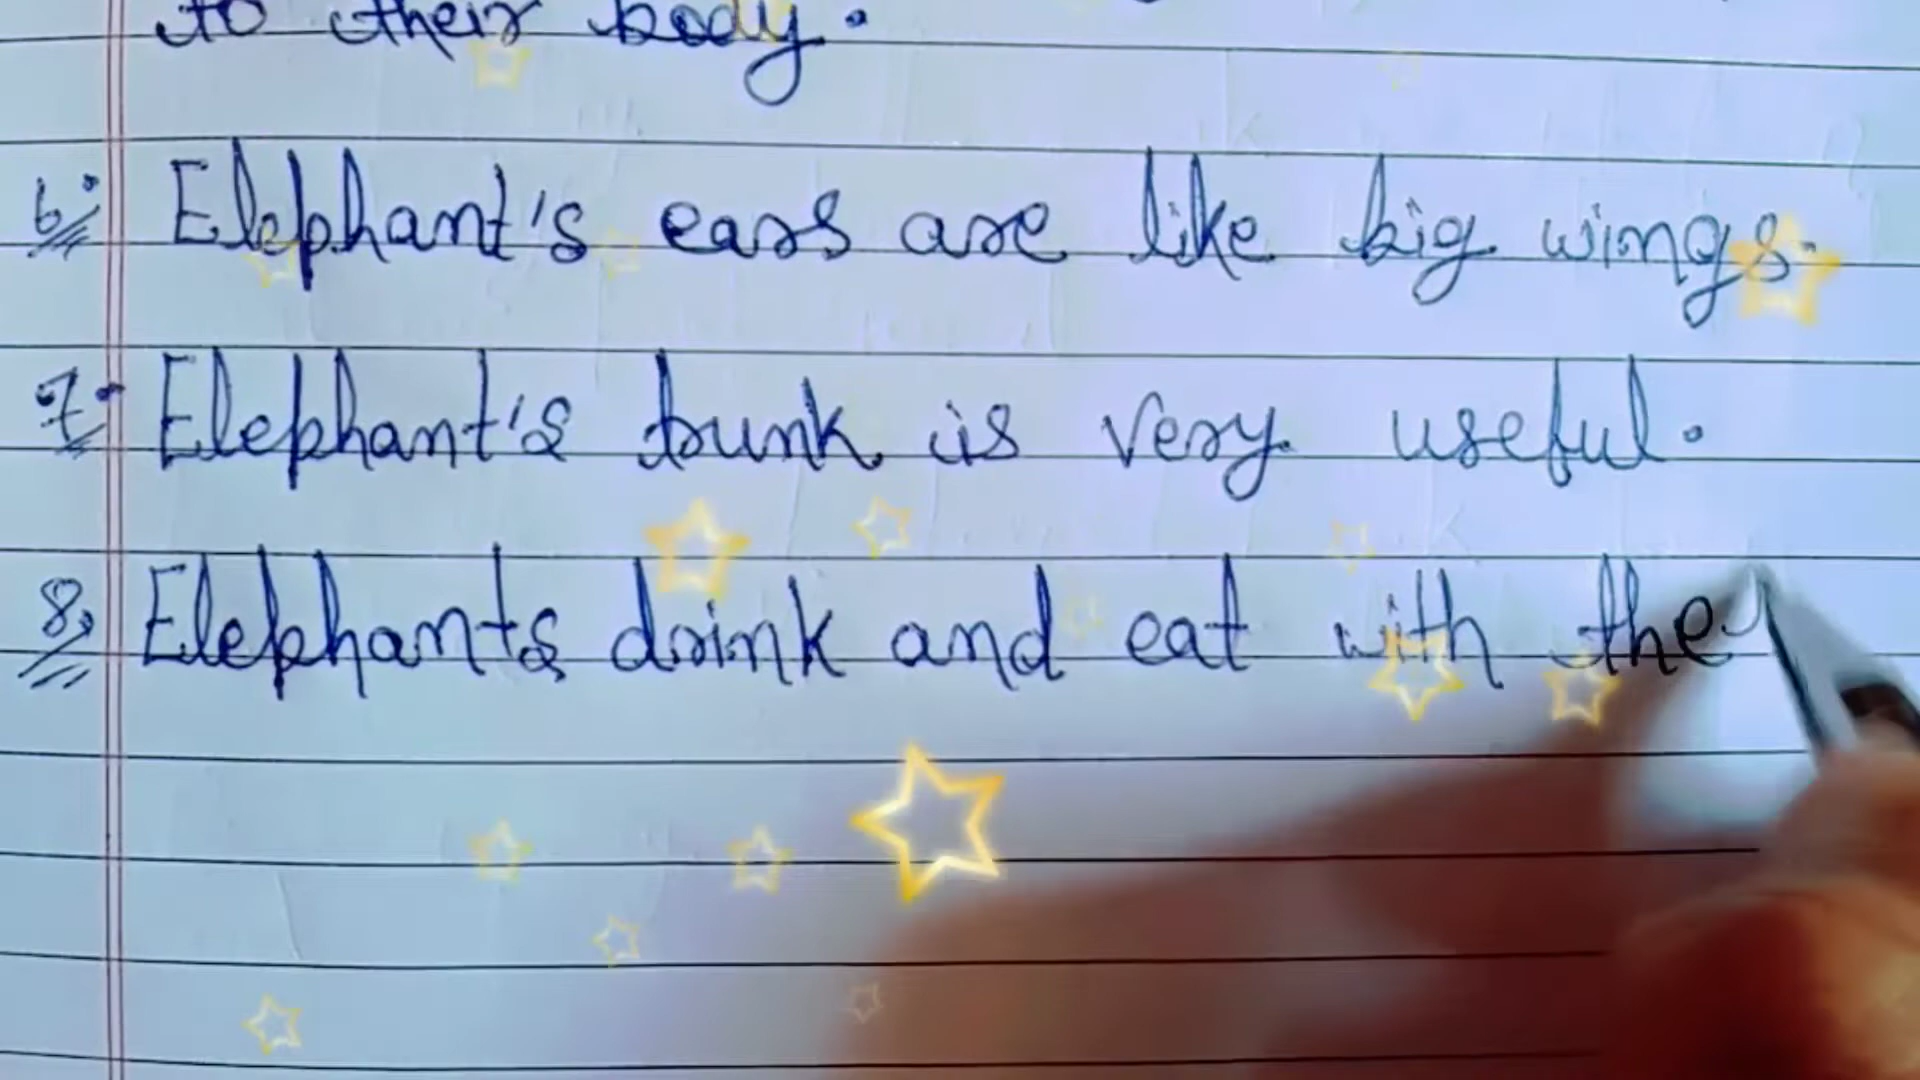 to their body.
6. Elephant's ears are like big wings.
7. Elephant's trunk is very useful.
8. Elephants drink and eat with the